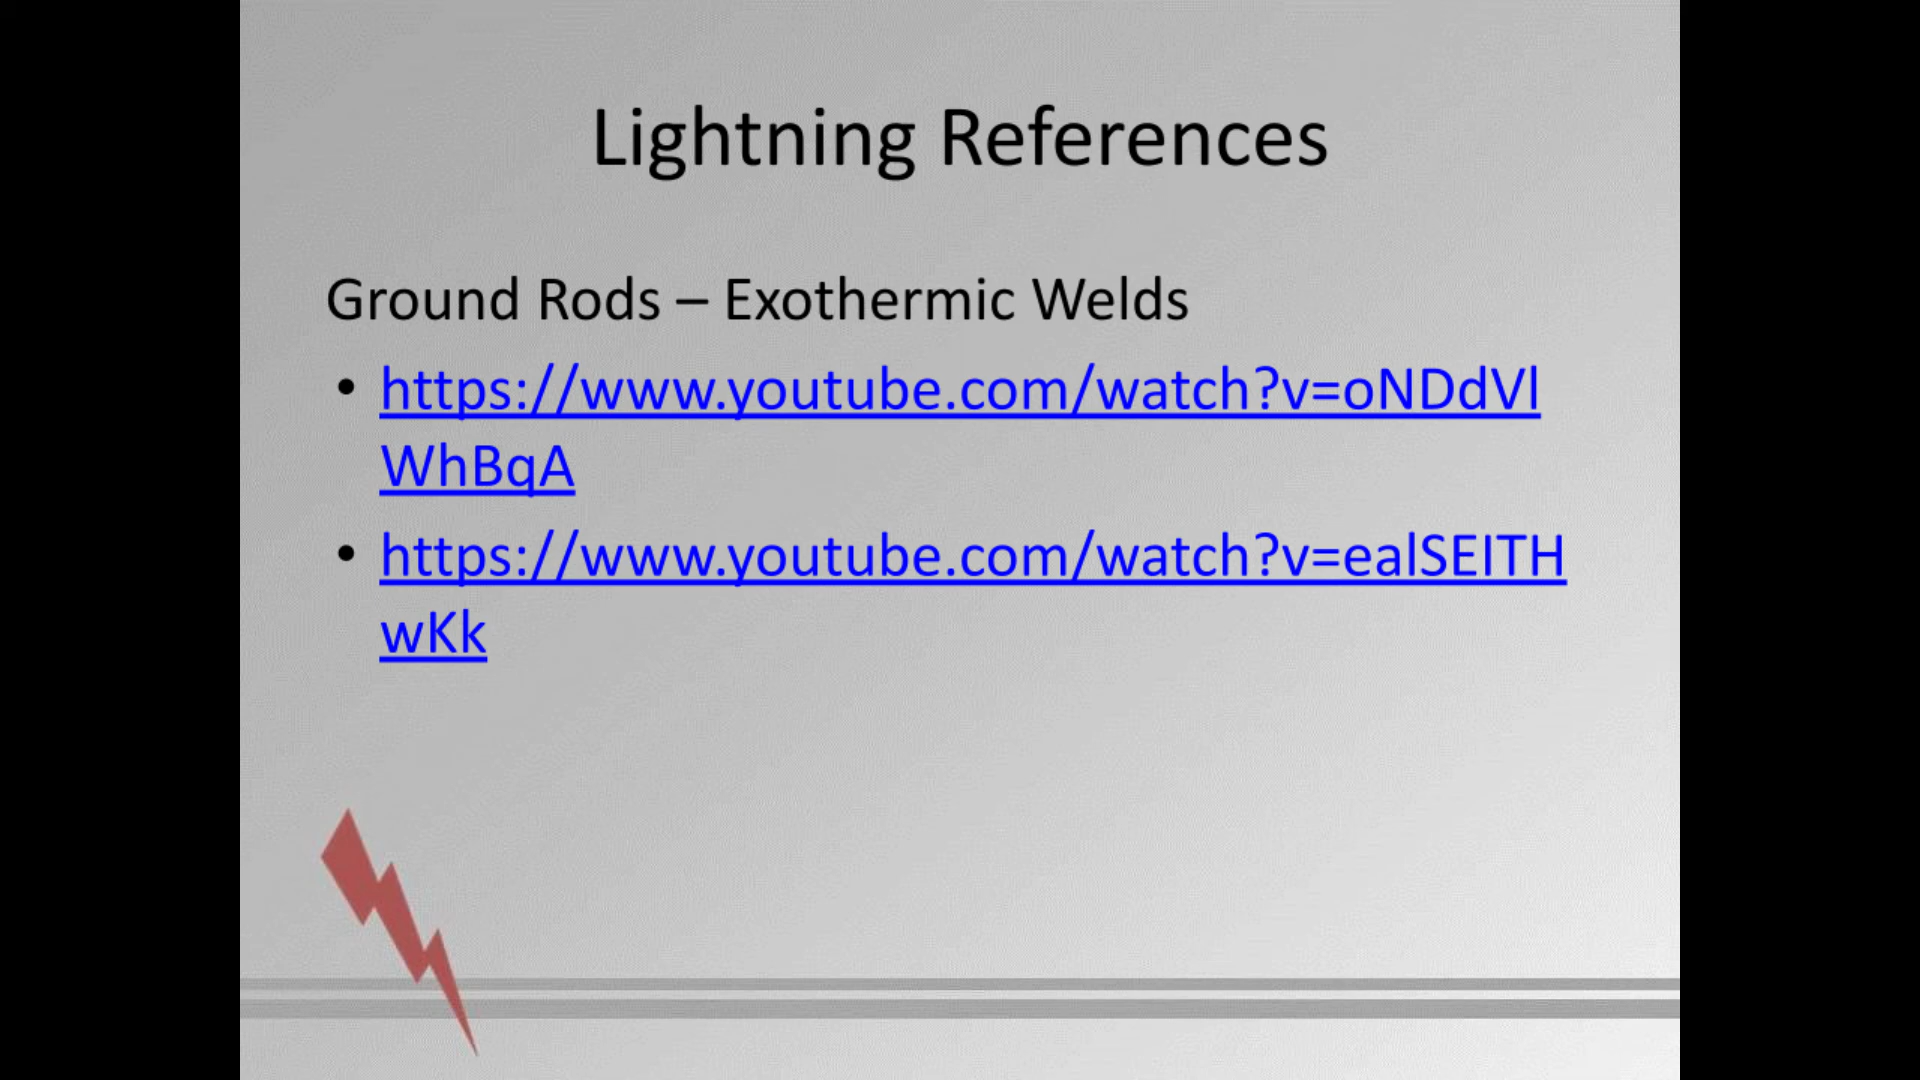 Lightning References
Ground Rods – Exothermic Welds
• https://www.youtube.com/watch?v=oNDdVl
WhBqA
• https://www.youtube.com/watch?v=ealSEITH
wKk